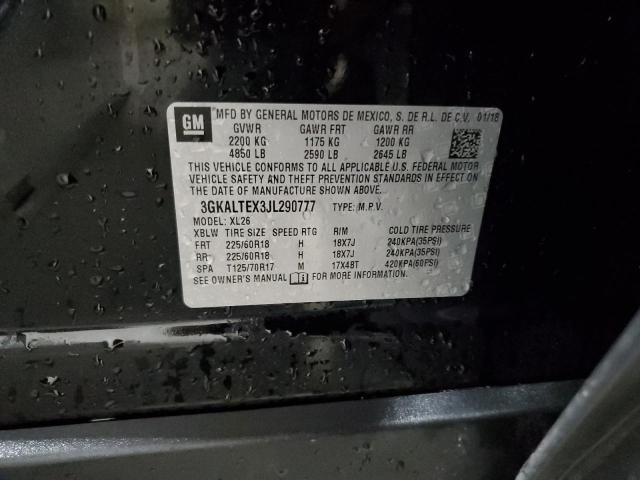 GM
MFD BY GENERAL MOTORS DE MEXICO, S. DE R.L. DE C.V. 01/18
GVWR GAWR FRT GAWR RR
2200 KG 1175 KG 1200 KG
4850 LB 2590 LB 2645 LB
THIS VEHICLE CONFORMS TO ALL APPLICABLE U.S. FEDERAL MOTOR
VEHICLE SAFETY AND THEFT PREVENTION STANDARDS IN EFFECT ON THE
DATE OF MANUFACTURE SHOWN ABOVE.
3GKALTEX3JL290777 TYPE: M.P.V.
MODEL: XL26
XBLW TIRE SIZE SPEED RTG R/M COLD TIRE PRESSURE
FRT 225/60R18 H 18X7J 240KPA(35PSI)
RR 225/60R18 H 18X7J 240KPA(35PSI)
SPA T125/70R17 M 17X4BT 420KPA(60PSI)
SEE OWNER'S MANUAL FOR MORE INFORMATION.